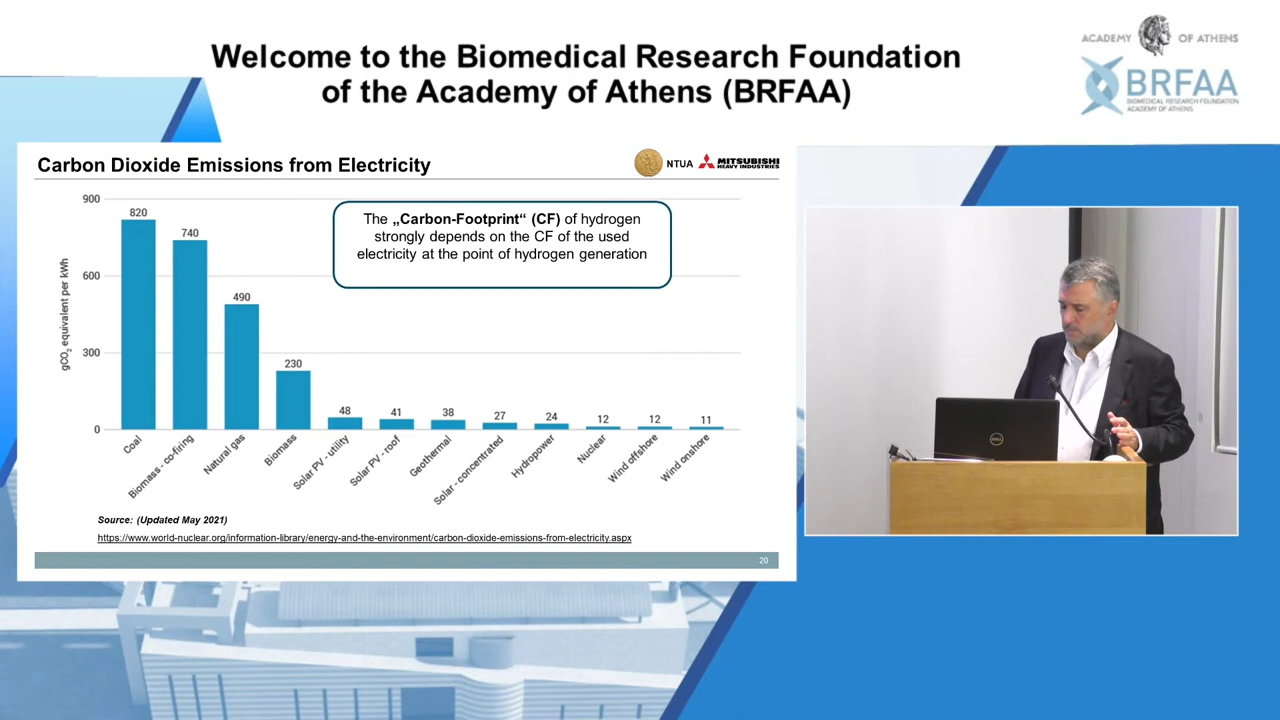 Welcome to the Biomedical Research Foundation
of the Academy of Athens (BRFAA)
ACADEMY OF ATHENS
BRFAA
BIOMEDICAL RESEARCH FOUNDATION
ACADEMY OF ATHENS
Carbon Dioxide Emissions from Electricity
NTUA
MITSUBISHI
HEAVY INDUSTRIES
The „Carbon-Footprint“ (CF) of hydrogen
strongly depends on the CF of the used
electricity at the point of hydrogen generation
gCO₂ equivalent per kWh
900
600
300
0
820
740
490
230
48
41
38
27
24
12
12
11
Coal
Biomass - co-firing
Natural gas
Biomass
Solar PV - utility
Solar PV - roof
Geothermal
Solar - concentrated
Hydropower
Nuclear
Wind offshore
Wind onshore
Source: (Updated May 2021)
https://www.world-nuclear.org/information-library/energy-and-the-environment/carbon-dioxide-emissions-from-electricity.aspx
20
DELL